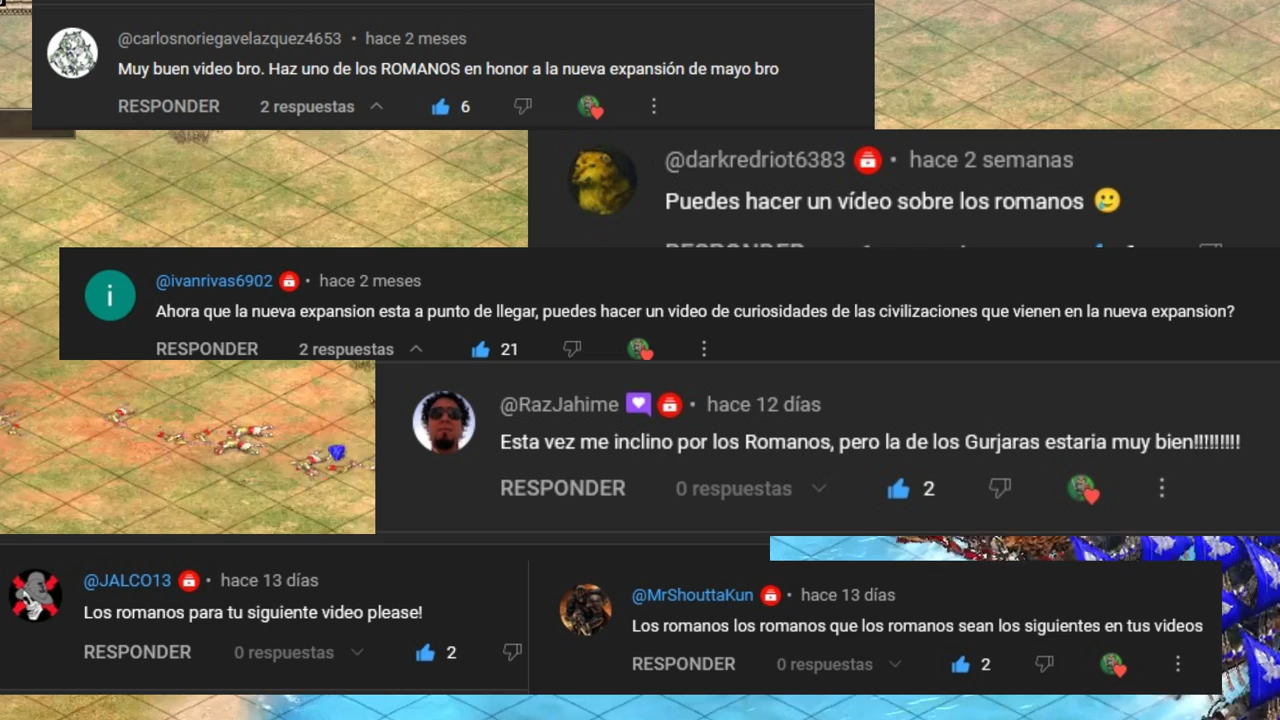 @carlosnoriegavelazquez4653 • hace 2 meses
Muy buen video bro. Haz uno de los ROMANOS en honor a la nueva expansión de mayo bro
RESPONDER 2 respuestas 6
@darkredriot6383 • hace 2 semanas
Puedes hacer un vídeo sobre los romanos 🥲
RESPONDER
i
@ivanrivas6902 • hace 2 meses
Ahora que la nueva expansion esta a punto de llegar, puedes hacer un video de curiosidades de las civilizaciones que vienen en la nueva expansion?
RESPONDER 2 respuestas 21
@RazJahime • hace 12 días
Esta vez me inclino por los Romanos, pero la de los Gurjaras estaria muy bien!!!!!!!!!
RESPONDER 0 respuestas 2
@JALCO13 • hace 13 días
Los romanos para tu siguiente video please!
RESPONDER 0 respuestas 2
@MrShouttaKun • hace 13 días
Los romanos los romanos que los romanos sean los siguientes en tus videos
RESPONDER 0 respuestas 2